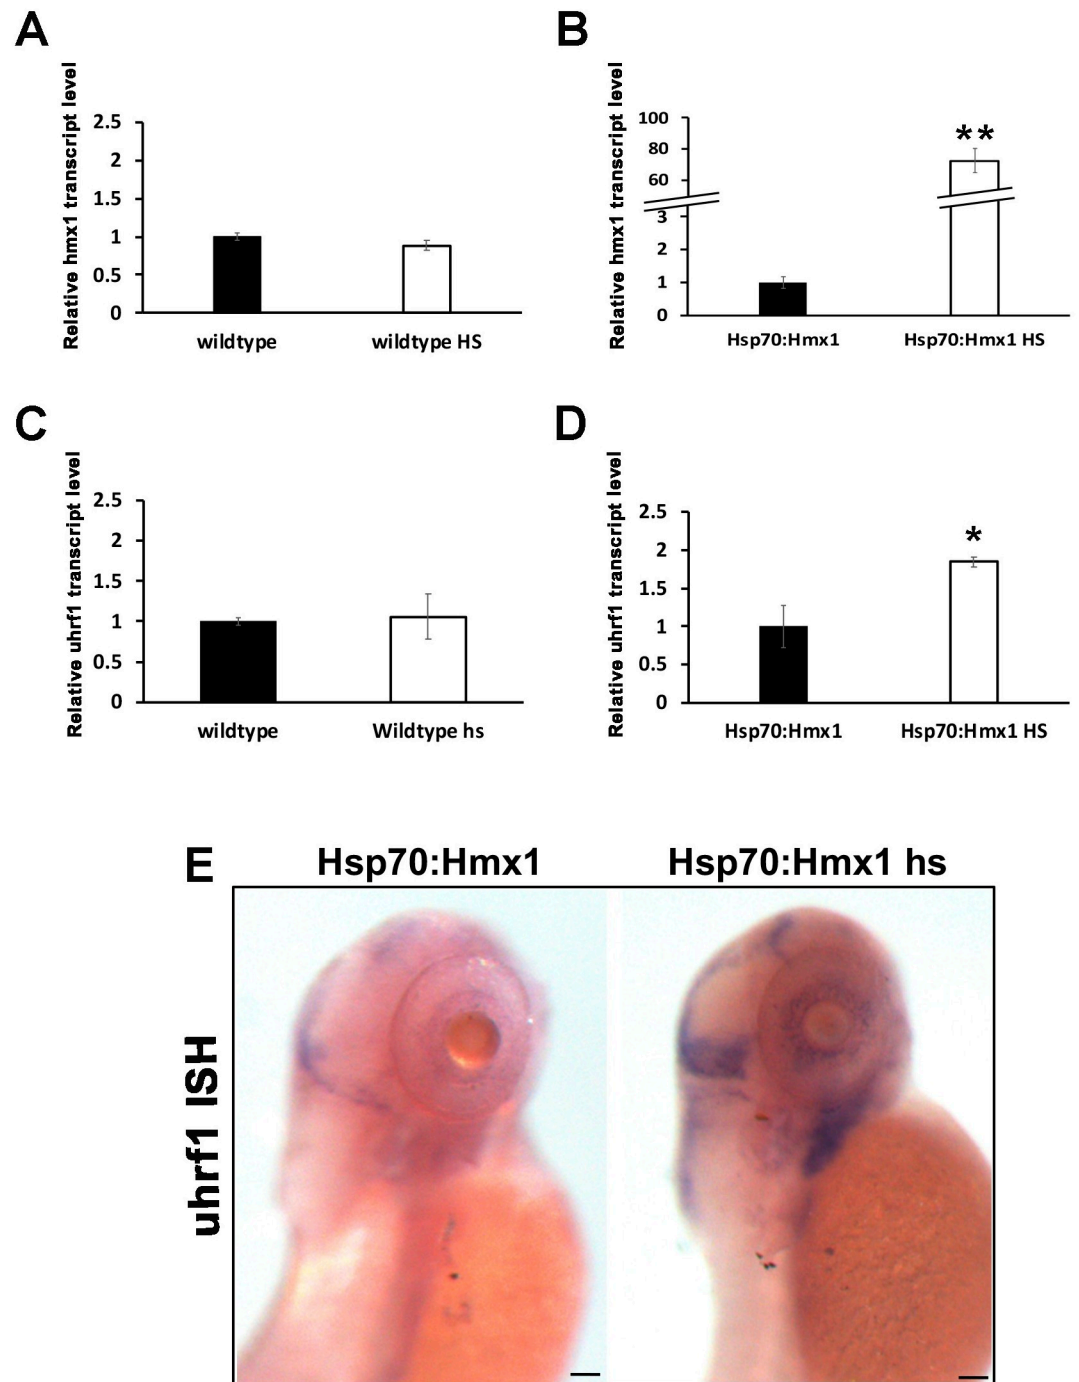 A
Relative hmx1 transcript level
2.5
2
1.5
1
0.5
0
wildtype
wildtype HS
B
Relative hmx1 transcript level
100
80
60
3
2
1
0
**
Hsp70:Hmx1
Hsp70:Hmx1 HS
C
Relative uhrf1 transcript level
2.5
2
1.5
1
0.5
0
wildtype
Wildtype hs
D
Relative uhrf1 transcript level
2.5
2
1.5
1
0.5
0
*
Hsp70:Hmx1
Hsp70:Hmx1 HS
E
Hsp70:Hmx1
Hsp70:Hmx1 hs
uhrf1 ISH